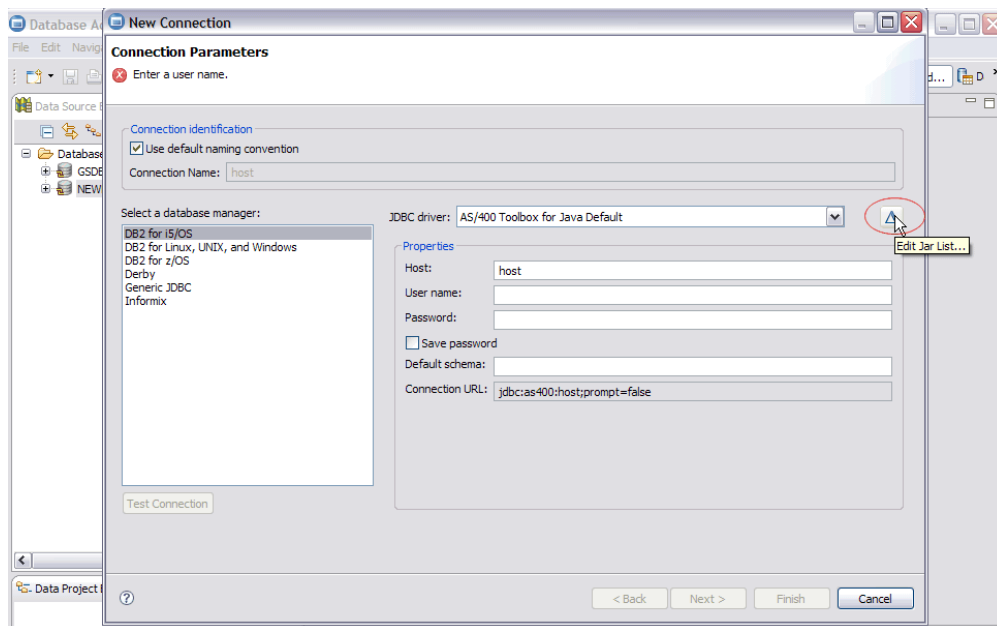 Database Ac
New Connection
File Edit Navig
Connection Parameters
Enter a user name.
d... D
Data Source E
Connection identification
Use default naming convention
Connection Name: host
Database
GSDB
NEW
Select a database manager:
JDBC driver: AS/400 Toolbox for Java Default
DB2 for i5/OS
DB2 for Linux, UNIX, and Windows
DB2 for z/OS
Derby
Generic JDBC
Informix
Edit Jar List...
Properties
Host: host
User name:
Password:
Save password
Default schema:
Connection URL: jdbc:as400:host;prompt=false
Test Connection
Data Project
< Back Next > Finish Cancel